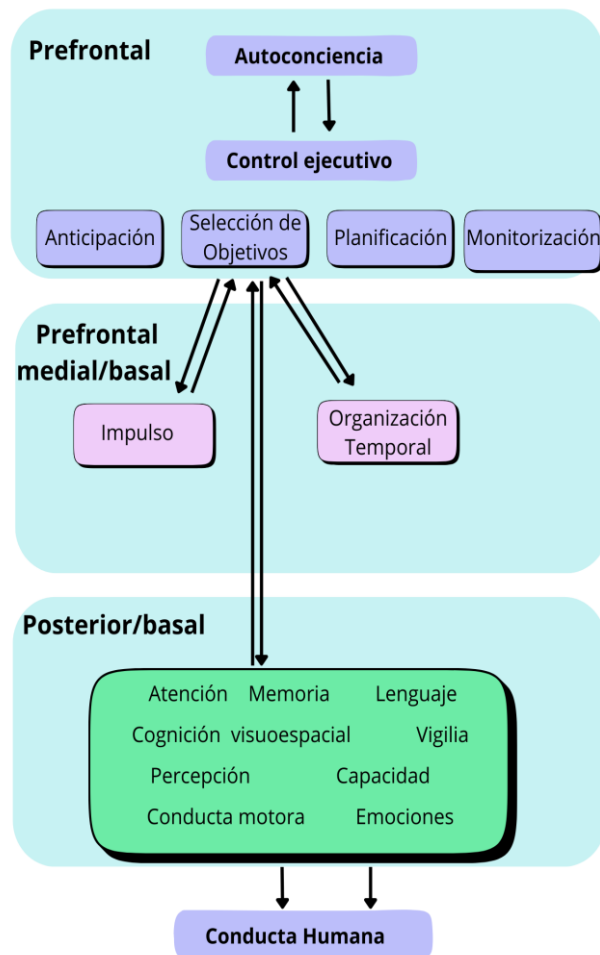 Prefrontal
Autoconciencia
Control ejecutivo
Anticipación
Selección de
Objetivos
Planificación
Monitorización
Prefrontal
medial/basal
Impulso
Organización
Temporal
Posterior/basal
Atención Memoria Lenguaje
Cognición visuoespacial Vigilia
Percepción Capacidad
Conducta motora Emociones
Conducta Humana